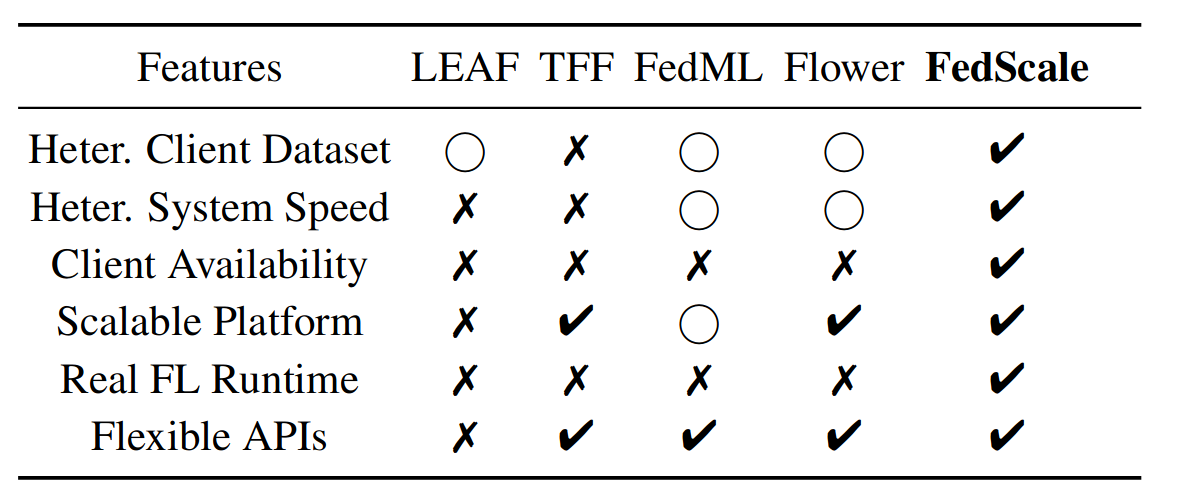 Features LEAF TFF FedML Flower FedScale
Heter. Client Dataset ◯ ✗ ◯ ◯ ✔
Heter. System Speed ✗ ✗ ◯ ◯ ✔
Client Availability ✗ ✗ ✗ ✗ ✔
Scalable Platform ✗ ✔ ◯ ✔ ✔
Real FL Runtime ✗ ✗ ✗ ✗ ✔
Flexible APIs ✗ ✔ ✔ ✔ ✔